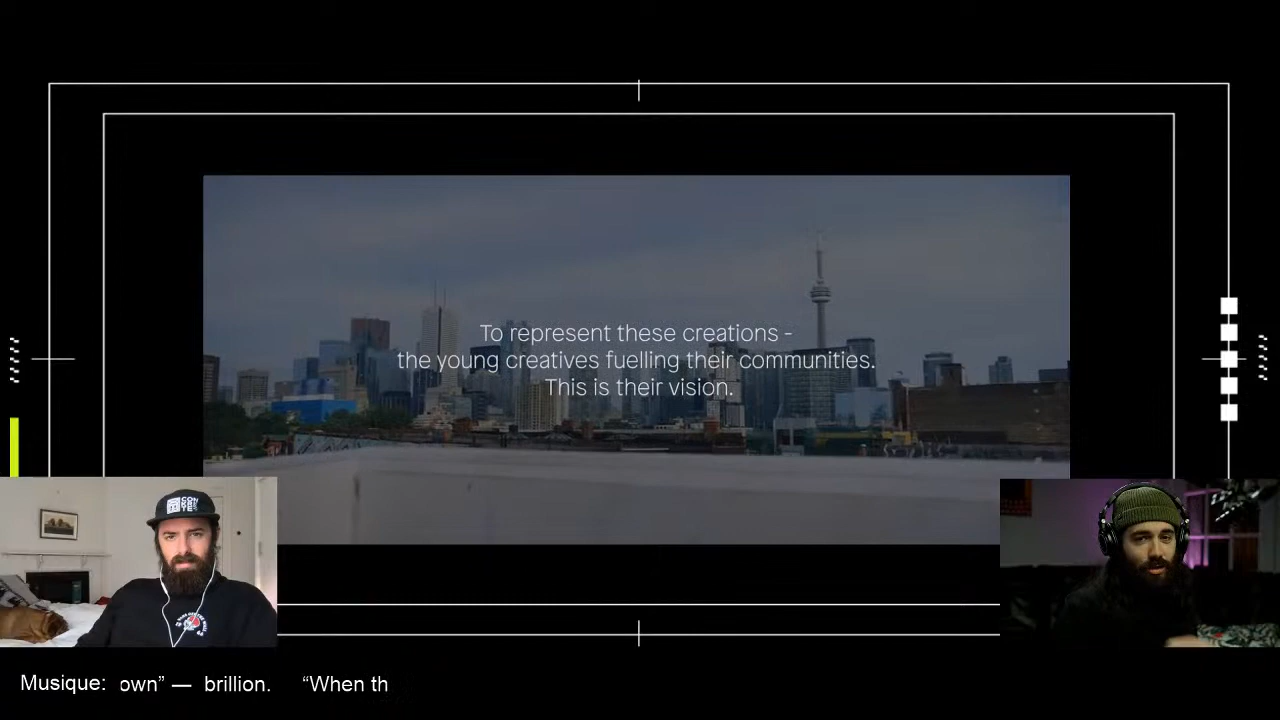 To represent these creations -
the young creatives fuelling their communities.
This is their vision.
Musique: own” — brillion. “When th